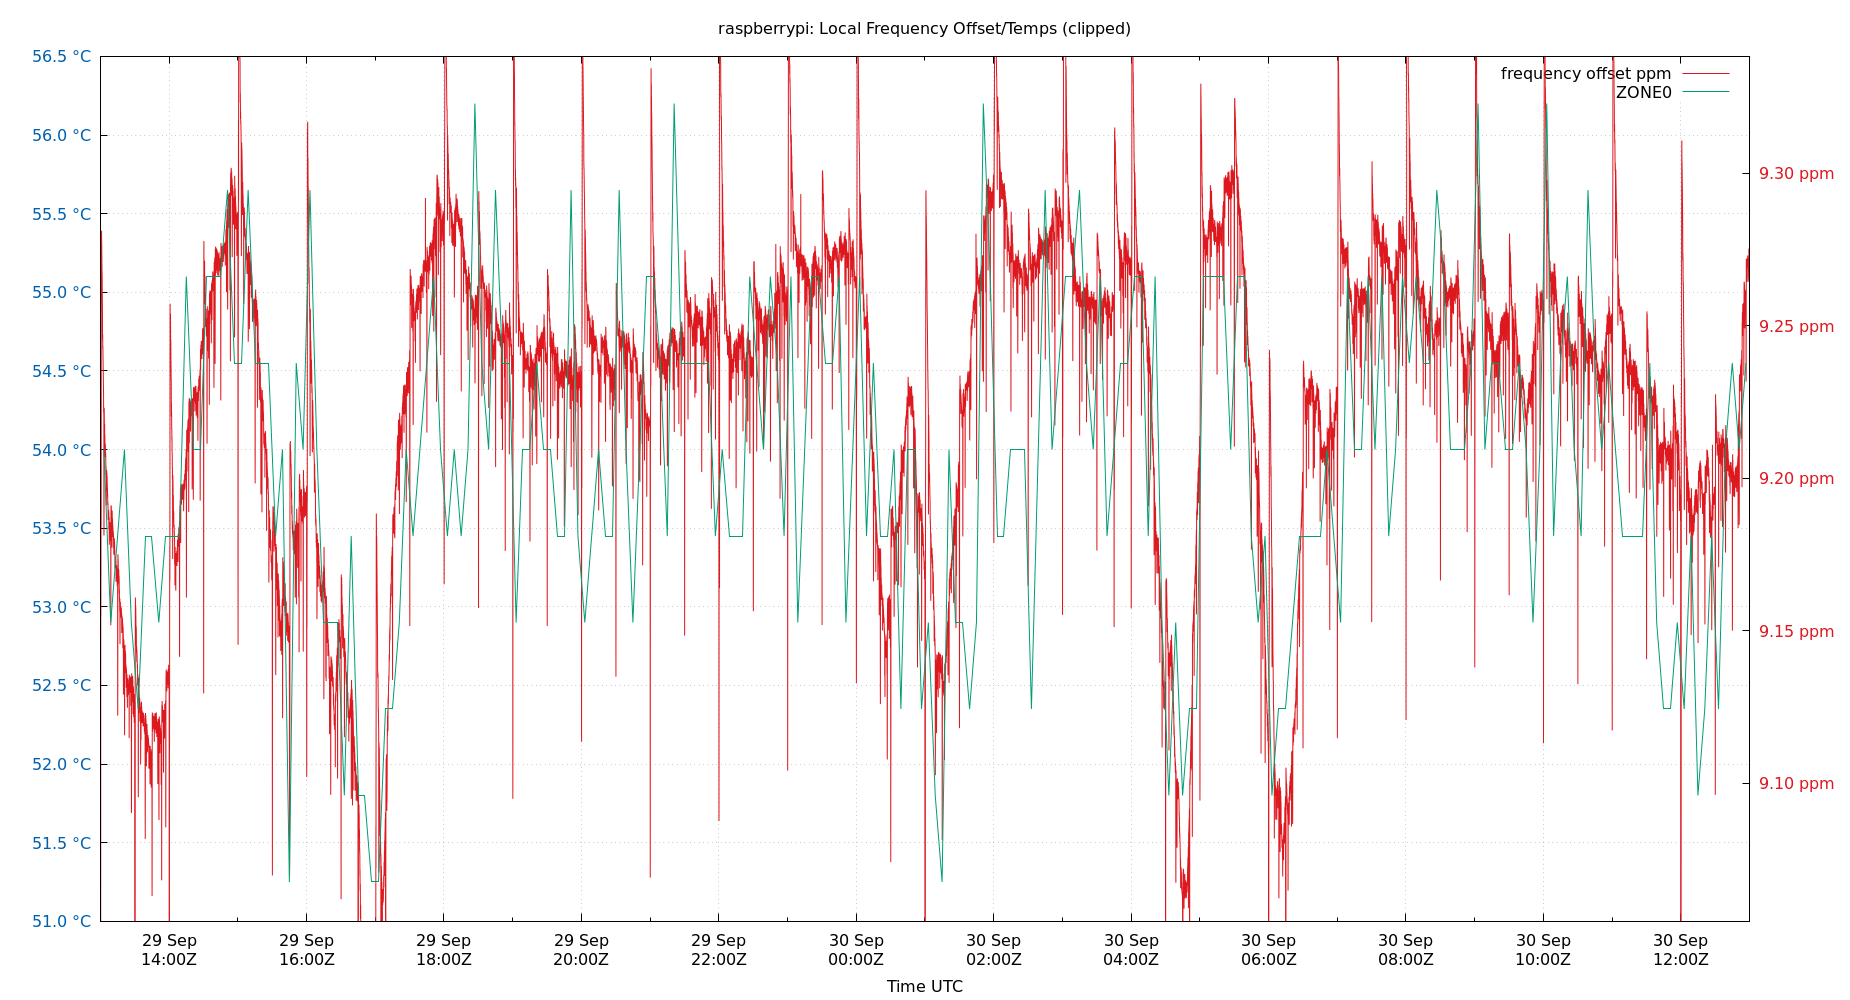 raspberrypi: Local Frequency Offset/Temps (clipped)
56.5 °C
56.0 °C
55.5 °C
55.0 °C
54.5 °C
54.0 °C
53.5 °C
53.0 °C
52.5 °C
52.0 °C
51.5 °C
51.0 °C
frequency offset ppm
ZONE0
9.30 ppm
9.25 ppm
9.20 ppm
9.15 ppm
9.10 ppm
29 Sep 29 Sep 29 Sep 29 Sep 29 Sep 30 Sep 30 Sep 30 Sep 30 Sep 30 Sep 30 Sep 30 Sep
14:00Z 16:00Z 18:00Z 20:00Z 22:00Z 00:00Z 02:00Z 04:00Z 06:00Z 08:00Z 10:00Z 12:00Z
Time UTC